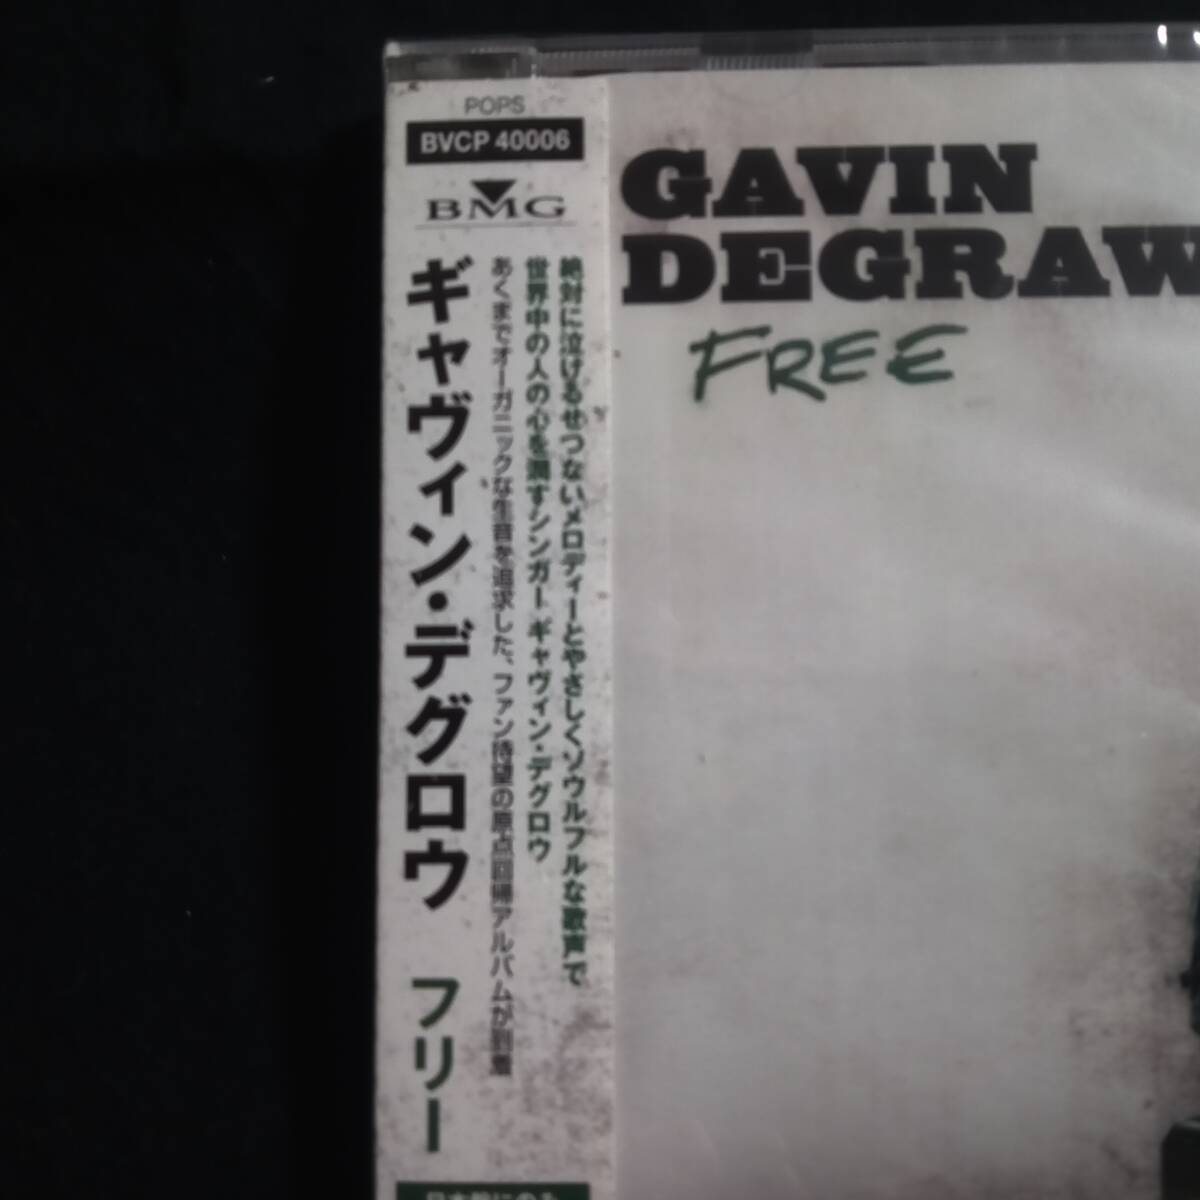 POPS
BVCP 40006
BMG
絶対に泣けるせつないメロディーとやさしくソウルフルな歌声で
世界中の人の心を潤すシンガー ギャヴィン・デグロウ
あくまでオーガニックな生音を追求した、ファン待望の原点回帰アルバムが到着
ギャヴィン・デグロウ フリー
GAVIN
DEGRAW
FREE